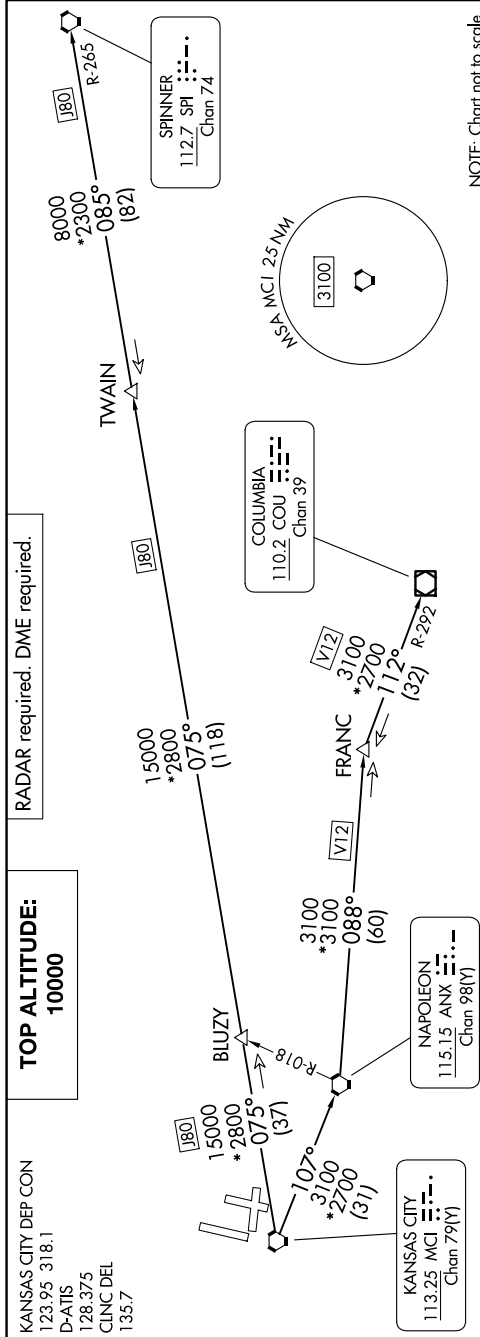 KANSAS CITY DEP CON
123.95 318.1
D-ATIS
128.375
CLNC DEL
135.7
TOP ALTITUDE:
10000
RADAR required. DME required.
J80
R-265
8000
*2300
085°
(82)
SPINNER
112.7 SPI
Chan 74
TWAIN
J80
15000
*2800
075°
(118)
BLUZY
J80
15000
*2800
075°
(37)
R-018
107°
3100
*2700
(31)
KANSAS CITY
113.25 MCI
Chan 79(Y)
NAPOLEON
115.15 ANX
Chan 98(Y)
3100
*3100
088°
(60)
V12
FRANC
V12
3100
*2700
112°
(32)
R-292
COLUMBIA
110.2 COU
Chan 39
MSA MCI 25 NM
3100
NOTE: Chart not to scale